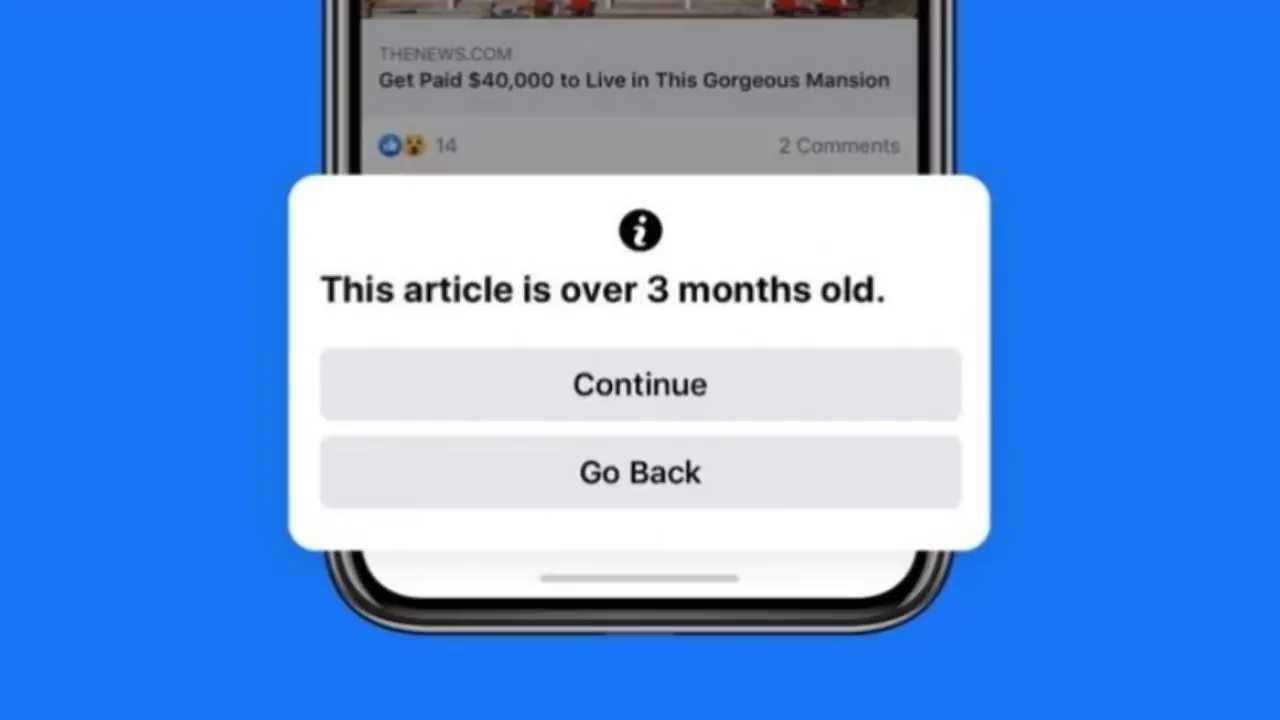 THENEWS.COM
Get Paid $40,000 to Live in This Gorgeous Mansion
14 2 Comments
This article is over 3 months old.
Continue
Go Back